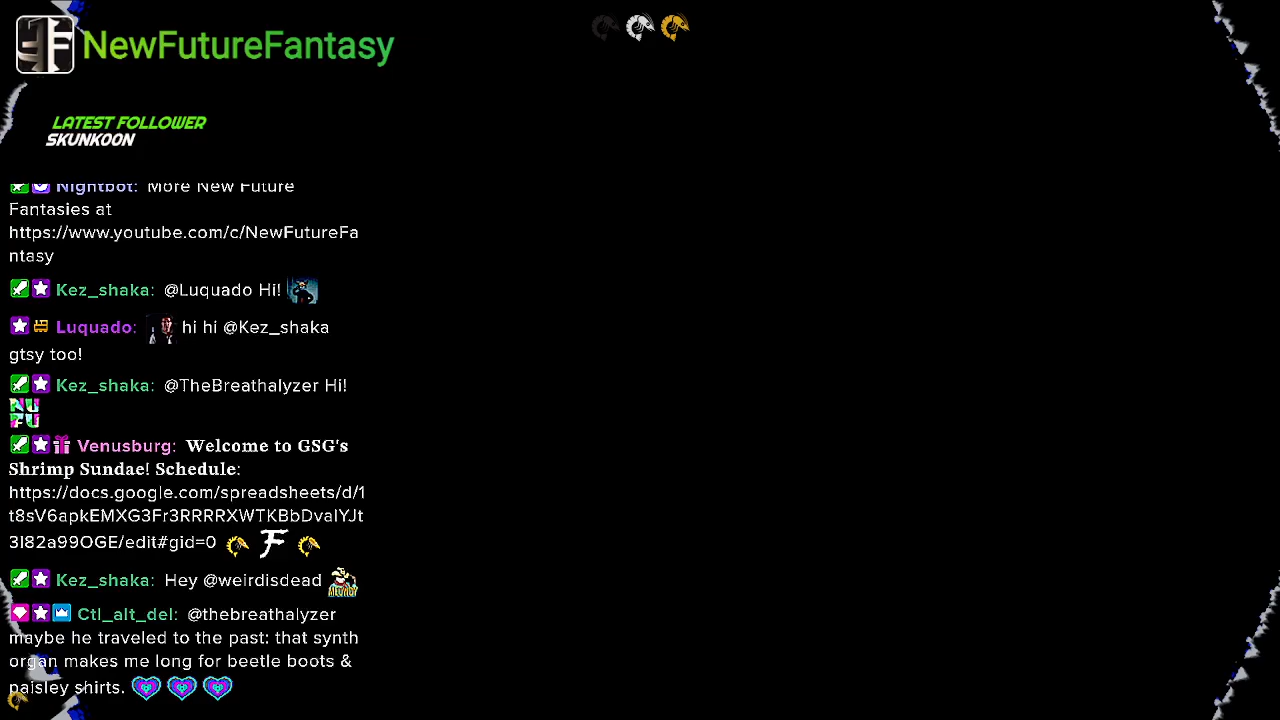 NewFutureFantasy
LATEST FOLLOWER
SKUNKOON
Nightbot: More New Future
Fantasies at
https://www.youtube.com/c/NewFutureFa
ntasy
Kez_shaka: @Luquado Hi!
Luquado: hi hi @Kez_shaka
gtsy too!
Kez_shaka: @TheBreathalyzer Hi!
NU
FU
Venusburg: Welcome to GSG's
Shrimp Sundae! Schedule:
https://docs.google.com/spreadsheets/d/1
t8sV6apkEMXG3Fr3RRRRXWTKBbDvalYJt
3I82a99OGE/edit#gid=0 F
Kez_shaka: Hey @weirdisdead
Ctl_alt_del: @thebreathalyzer
maybe he traveled to the past: that synth
organ makes me long for beetle boots &
paisley shirts.